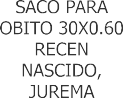 SACO PARA
OBITO 30X0.60
RECEN
NASCIDO,
JUREMA